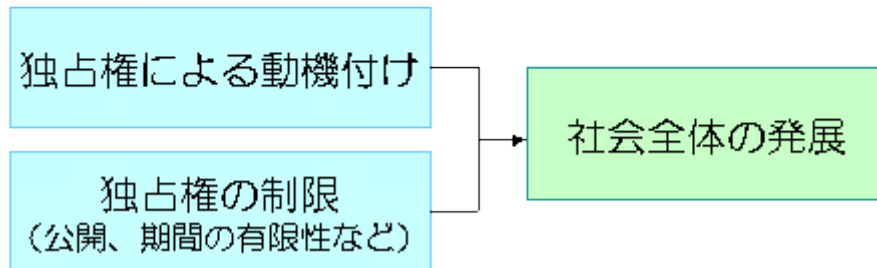 独占権による動機付け
独占権の制限
（公開、期間の有限性など）
社会全体の発展